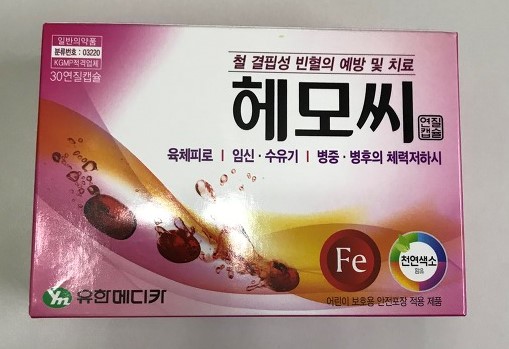 일반의약품
분류번호 : 03220
KGMP적격업체
30연질캡슐
철 결핍성 빈혈의 예방 및 치료
헤모씨
연질
캡슐
육체피로 | 임신·수유기 | 병중·병후의 체력저하시
Fe
천연색소
함유
Ym 유한메디카
어린이 보호용 안전포장 적용 제품